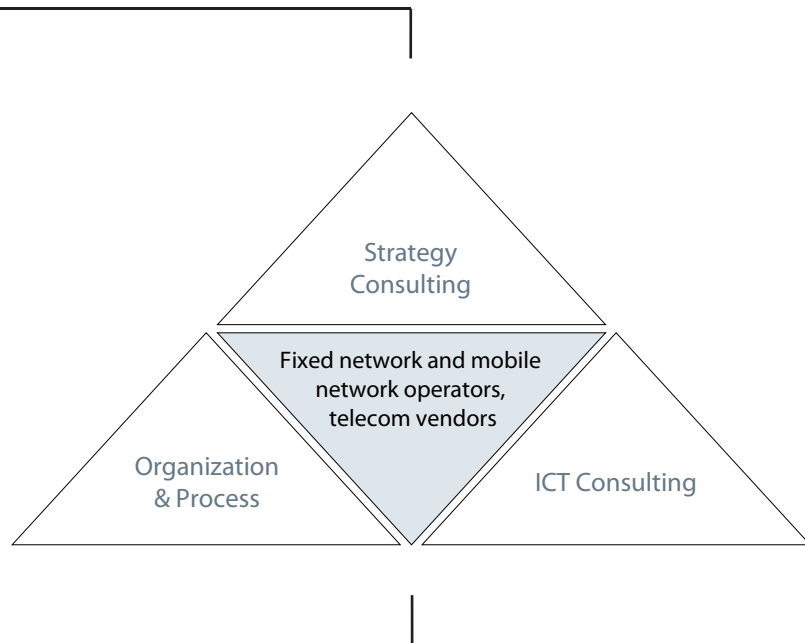 Strategy
Consulting
Fixed network and mobile
network operators,
telecom vendors
Organization
& Process
ICT Consulting